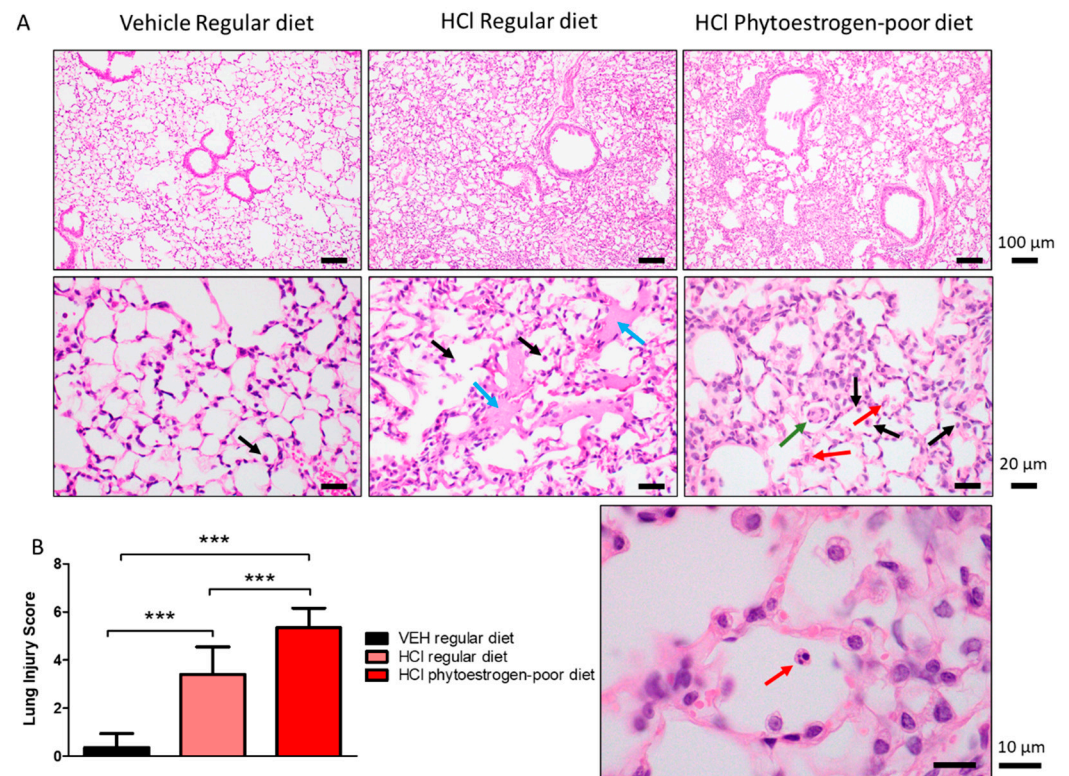 A
Vehicle Regular diet
HCl Regular diet
HCl Phytoestrogen-poor diet
100 µm
20 µm
B
Lung Injury Score
8
6
4
2
0
***
***
***
VEH regular diet
HCl regular diet
HCl phytoestrogen-poor diet
10 µm